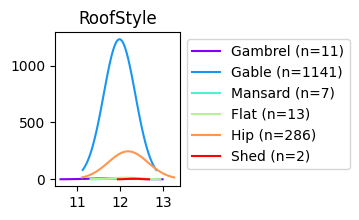 RoofStyle
1000
500
0
11 12 13
Gambrel (n=11)
Gable (n=1141)
Mansard (n=7)
Flat (n=13)
Hip (n=286)
Shed (n=2)